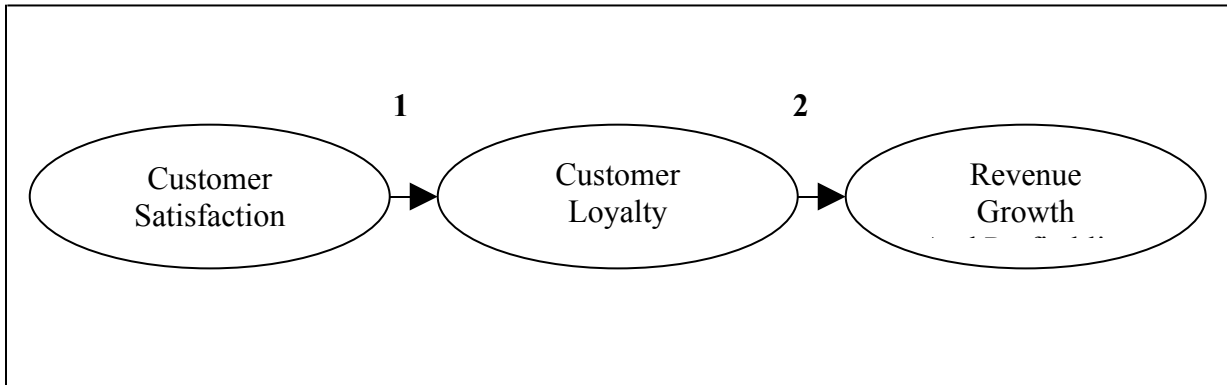 1
2
Customer
Satisfaction
Customer
Loyalty
Revenue
Growth